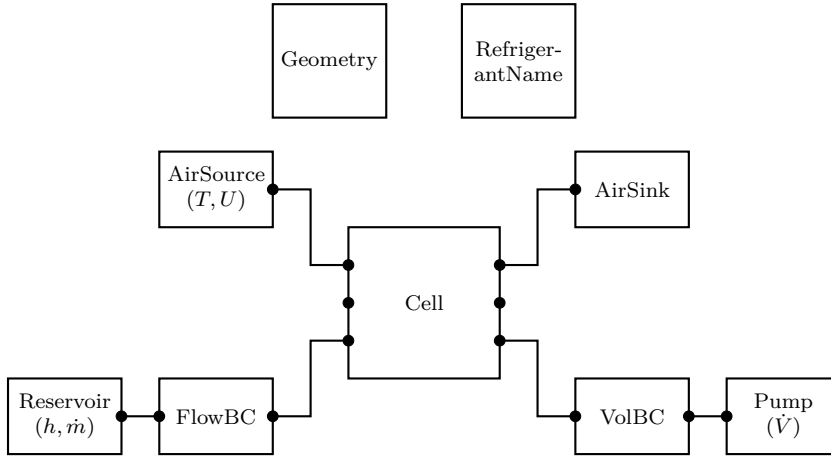 Geometry
Refriger-
antName
AirSource
(T, U)
AirSink
Cell
Reservoir
(h, ṁ)
FlowBC
VolBC
Pump
(V̇)